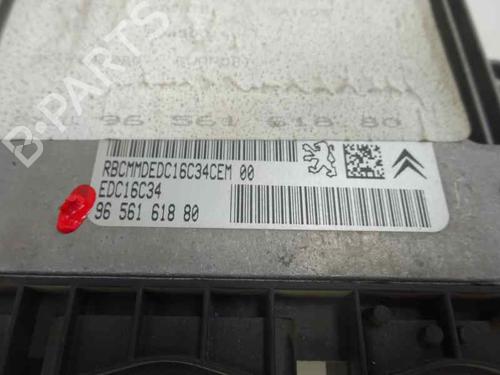 96 561 618 80
RBCMMDEDC16C34CEM 00
EDC16C34
96 561 618 80
B-PARTS